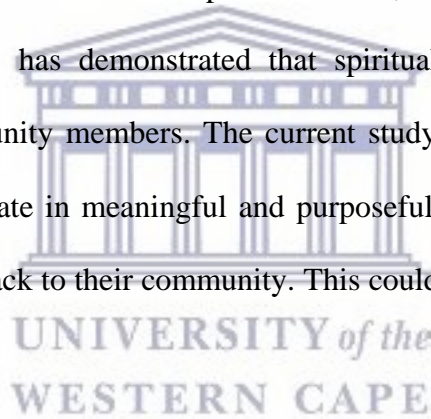 has demonstrated that spiritual
unity members. The current study
ate in meaningful and purposeful
ack to their community. This could
UNIVERSITY of the
WESTERN CAPE